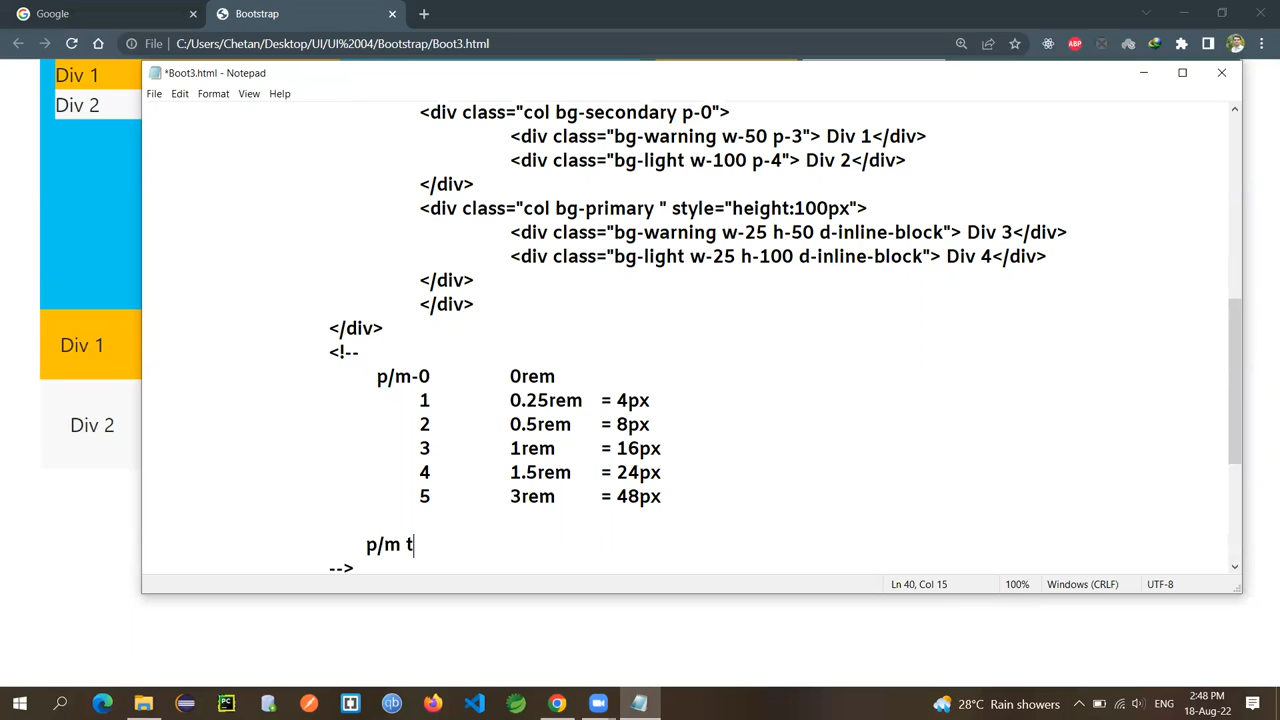 Google
Bootstrap
File
C:/Users/Chetan/Desktop/UI/UI%2004/Bootstrap/Boot3.html
ABP
Div 1
Div 2
Div 1
Div 2
*Boot3.html - Notepad
File Edit Format View Help
<div class="col bg-secondary p-0">
<div class="bg-warning w-50 p-3"> Div 1</div>
<div class="bg-light w-100 p-4"> Div 2</div>
</div>
<div class="col bg-primary " style="height:100px">
<div class="bg-warning w-25 h-50 d-inline-block"> Div 3</div>
<div class="bg-light w-25 h-100 d-inline-block"> Div 4</div>
</div>
</div>
</div>
<!--
p/m-0 0rem
1 0.25rem = 4px
2 0.5rem = 8px
3 1rem = 16px
4 1.5rem = 24px
5 3rem = 48px
p/m t
-->
Ln 40, Col 15 100% Windows (CRLF) UTF-8
PC
qb
28°C Rain showers
ENG
2:48 PM
18-Aug-22